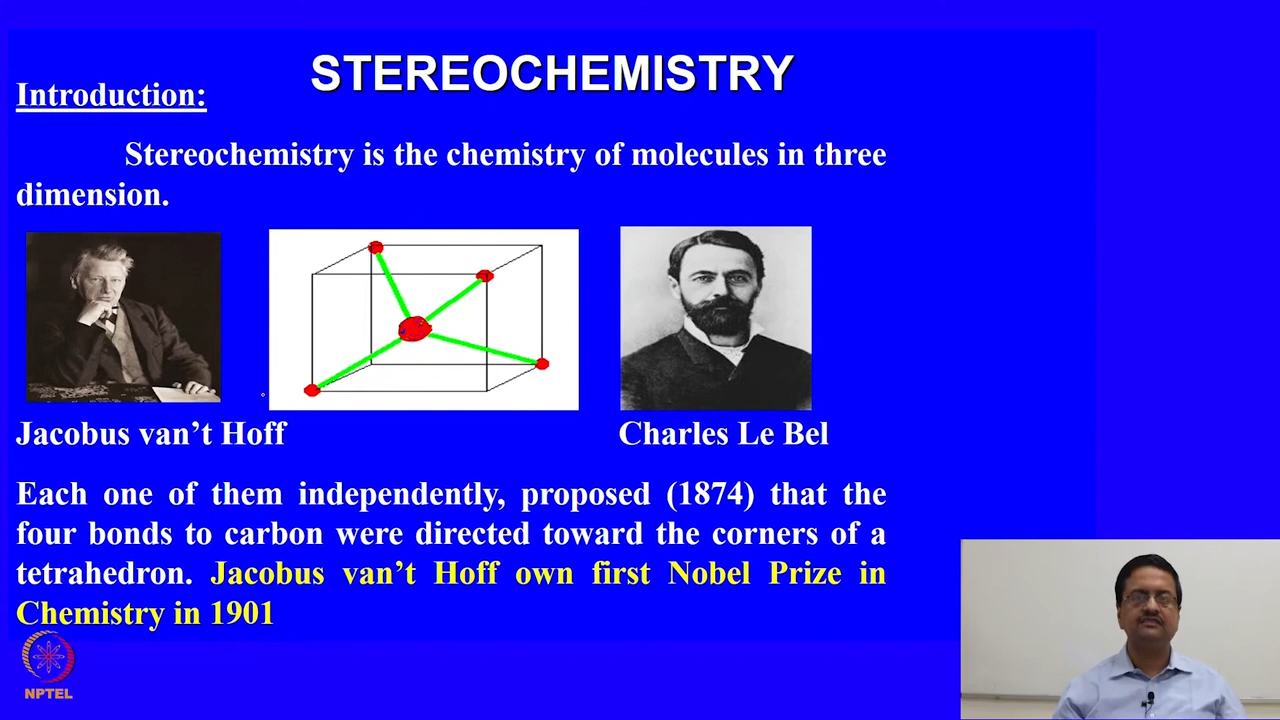 STEREOCHEMISTRY
Introduction:
Stereochemistry is the chemistry of molecules in three
dimension.
Jacobus van’t Hoff
Charles Le Bel
Each one of them independently, proposed (1874) that the
four bonds to carbon were directed toward the corners of a
tetrahedron. Jacobus van’t Hoff own first Nobel Prize in
Chemistry in 1901
NPTEL